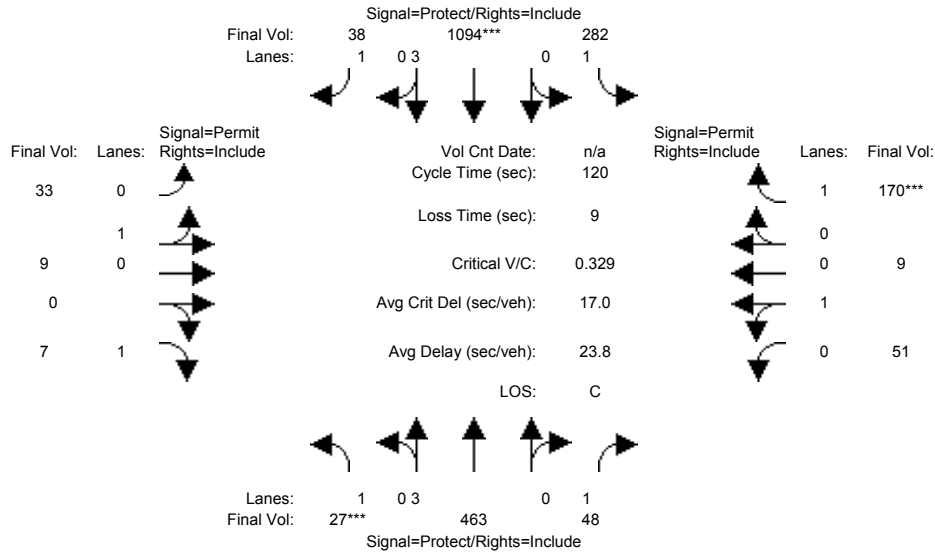 Signal=Protect/Rights=Include
Final Vol: 38 1094*** 282
Lanes: 1 0 3 0 1
Signal=Permit Signal=Permit
Final Vol: Lanes: Rights=Include Vol Cnt Date: n/a Rights=Include Lanes: Final Vol:
Cycle Time (sec): 120
33 0 1 170***
Loss Time (sec): 9
1 0
9 0 Critical V/C: 0.329 0 9
0 Avg Crit Del (sec/veh): 17.0 1
7 1 Avg Delay (sec/veh): 23.8 0 51
LOS: C
Lanes: 1 0 3 0 1
Final Vol: 27*** 463 48
Signal=Protect/Rights=Include